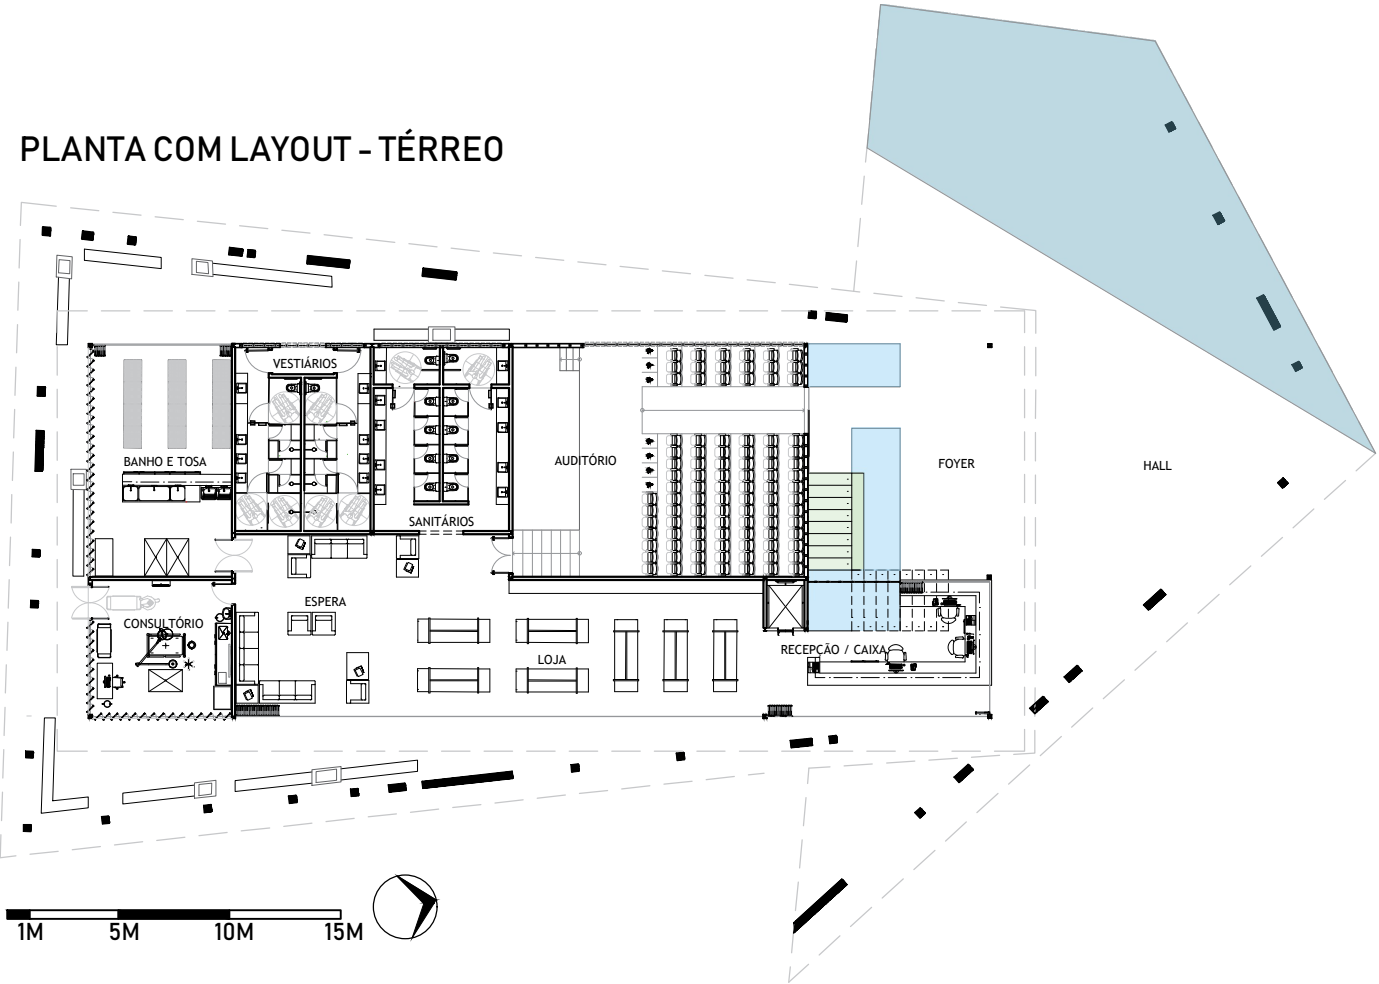 PLANTA COM LAYOUT - TÉRREO
VESTIÁRIOS
BANHO E TOSA
AUDITÓRIO
FOYER
HALL
SANITÁRIOS
ESPERA
CONSULTÓRIO
LOJA
RECEPÇÃO / CAIXA
1M 5M 10M 15M